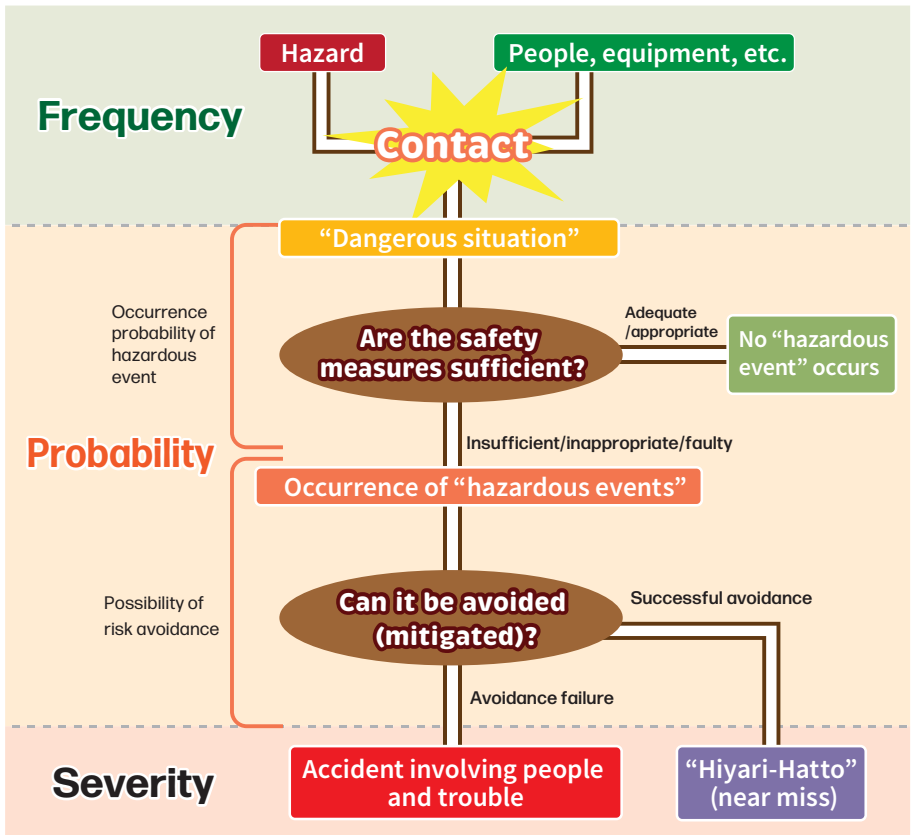 Hazard
People, equipment, etc.
Frequency
Contact
“Dangerous situation”
Occurrence
probability of
hazardous
event
Are the safety
measures sufficient?
Adequate
/appropriate
No “hazardous
event” occurs
Insufficient/inappropriate/faulty
Probability
Occurrence of “hazardous events”
Possibility of
risk avoidance
Can it be avoided
(mitigated)?
Successful avoidance
Avoidance failure
Severity
Accident involving people
and trouble
“Hiyari-Hatto”
(near miss)